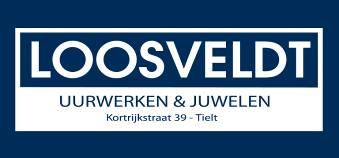 LOOSVELDT
UURWERKEN & JUWELEN
Kortrijkstraat 39 - Tielt